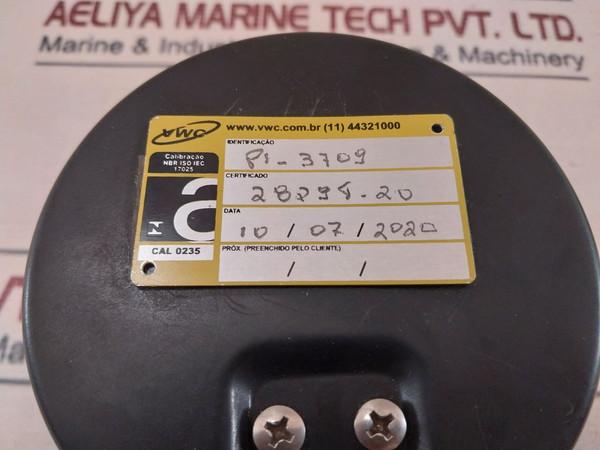 AELIYA MARINE TECH PVT. LTD.
Marine & Machinery
VWC
www.vwc.com.br (11) 44321000
Calibração
NBR ISO IEC
17025
CAL 0235
IDENTIFICAÇÃO
PI-3709
CERTIFICADO
DATA
10 / 07 / 2020
PRÓX. (PREENCHIDO PELO CLIENTE)
/ /